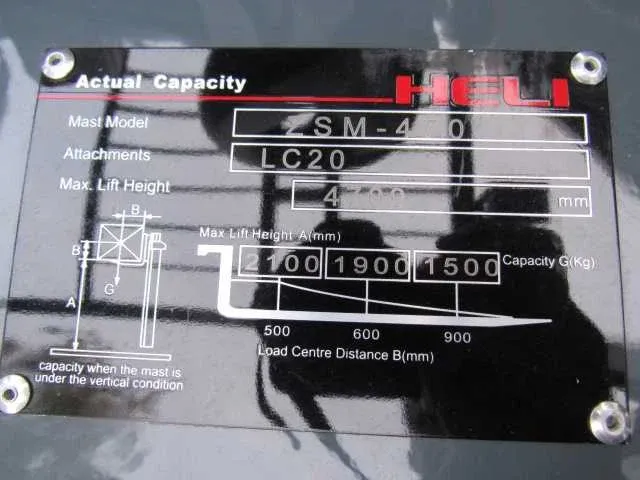 Actual Capacity
HELI
Mast Model
Attachments LC20
Max. Lift Height mm
B
B
G
A
Max Lift Height A(mm)
2100 1900 1500 Capacity G(Kg)
500 600 900
Load Centre Distance B(mm)
capacity when the mast is
under the vertical condition